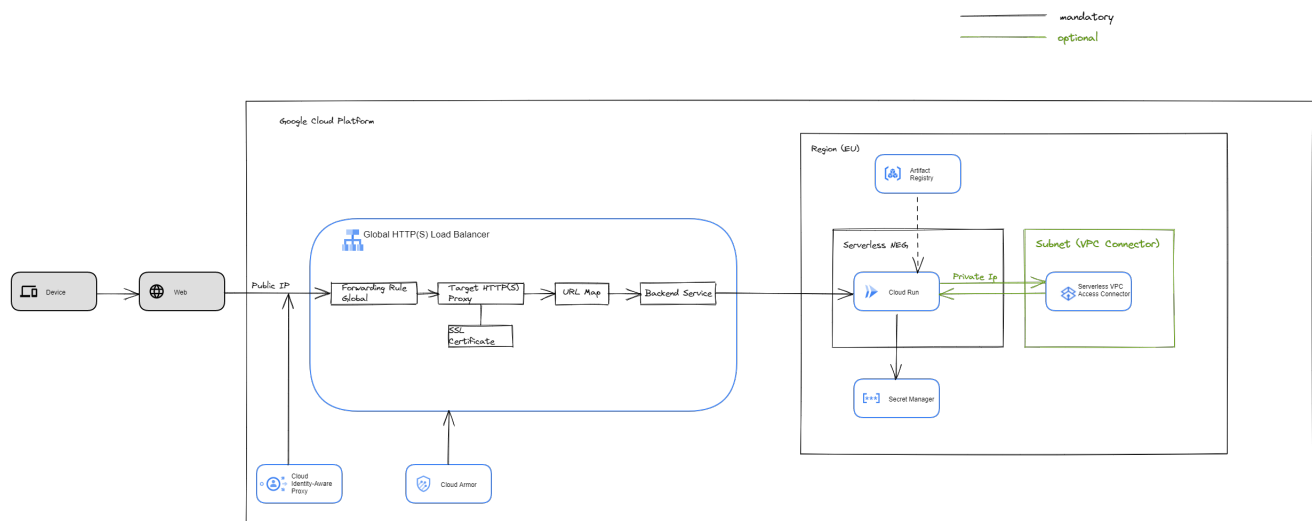 mandatory
optional
Google Cloud Platform
Region (EU)
Artifact
Registry
Global HTTP(S) Load Balancer
Serverless NEG
Subnet (VPC Connector)
Device
Web
Public IP
Forwarding Rule
Global
Target HTTP(S)
Proxy
URL Map
Backend Service
Cloud Run
Private Ip
Serverless VPC
Access Connector
SSL
Certificate
Secret Manager
Cloud
Identity-Aware
Proxy
Cloud Armor